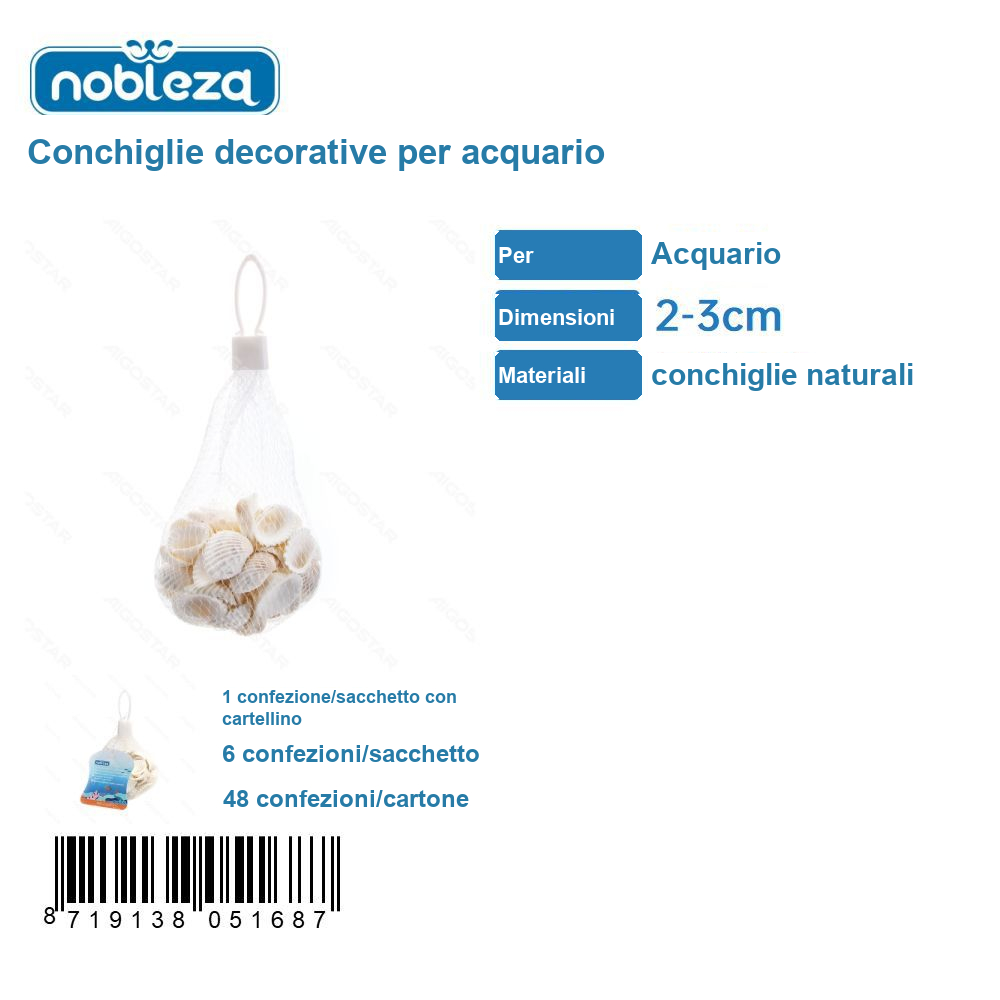 nobleza
Conchiglie decorative per acquario
Per Acquario
Dimensioni 2-3cm
Materiali conchiglie naturali
AIGOSTAR
1 confezione/sacchetto con
cartellino
6 confezioni/sacchetto
48 confezioni/cartone
8 719138 051687